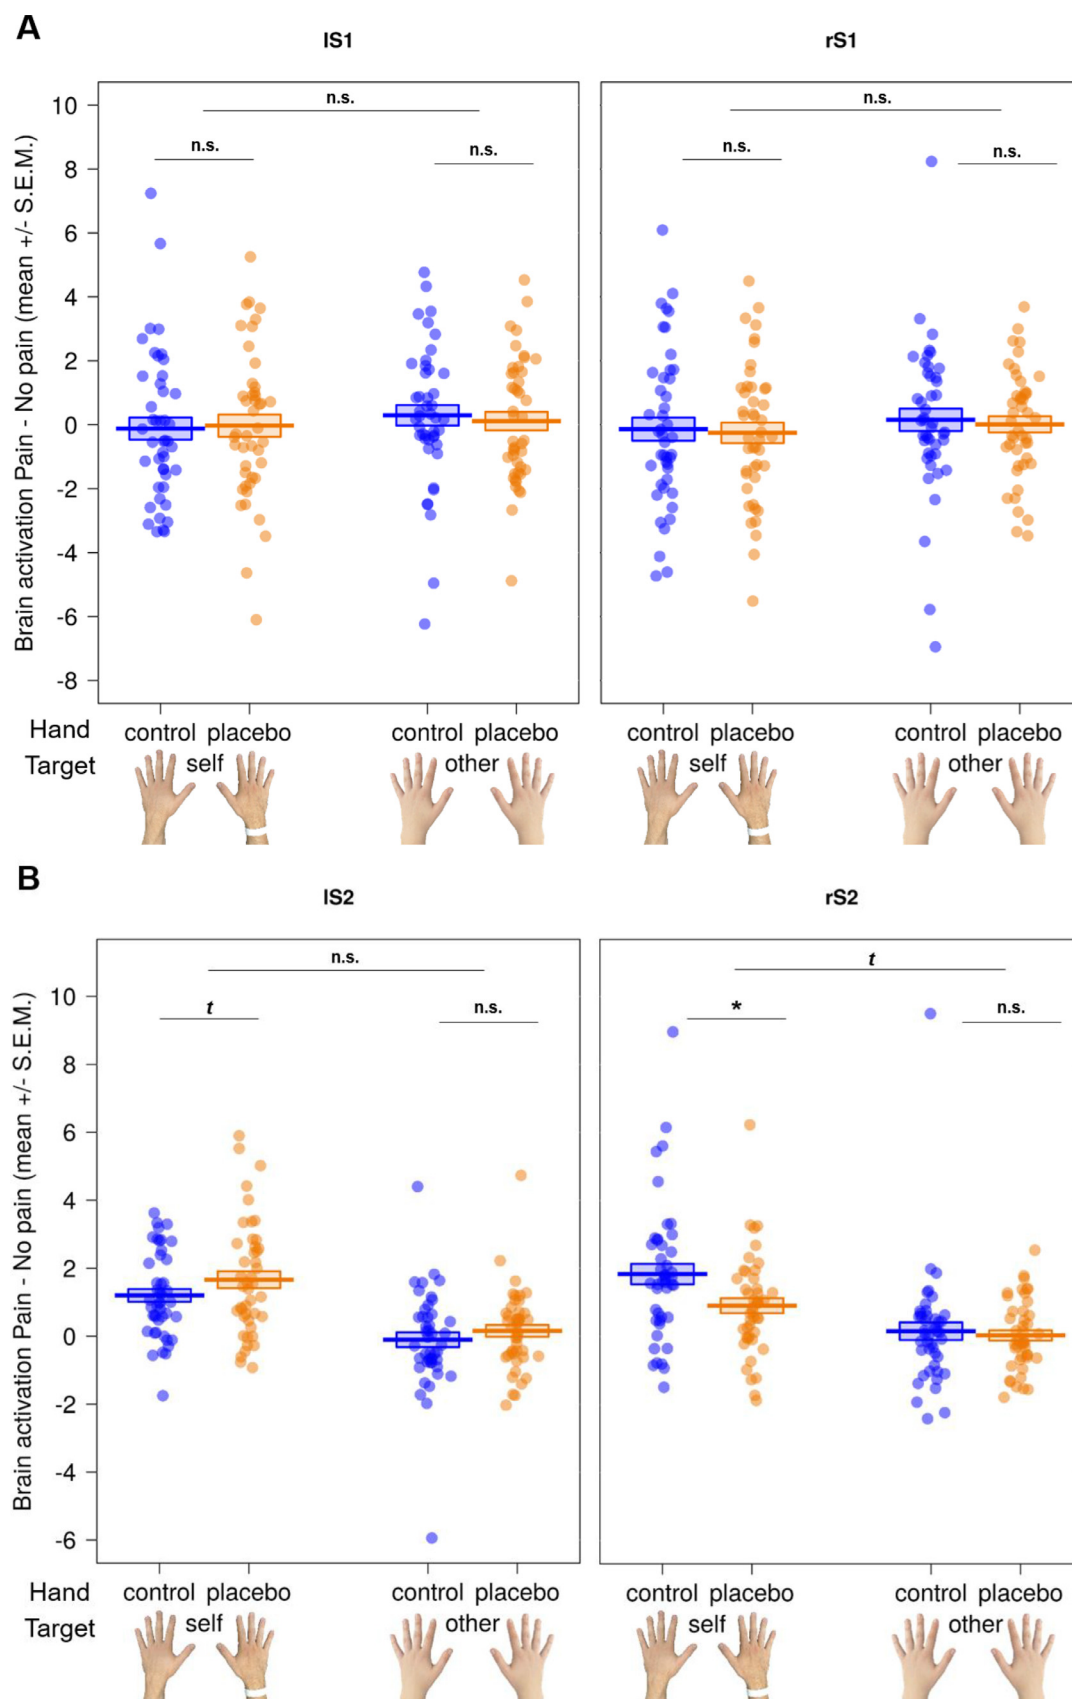 A
lS1
rS1
Brain activation Pain - No pain (mean +/- S.E.M.)
10
8
6
4
2
0
-2
-4
-6
-8
n.s.
n.s.
n.s.
n.s.
n.s.
n.s.
Hand
control placebo
control placebo
control placebo
control placebo
Target
self
other
self
other
B
lS2
rS2
Brain activation Pain - No pain (mean +/- S.E.M.)
10
8
6
4
2
0
-2
-4
-6
n.s.
t
n.s.
t
*
n.s.
Hand
control placebo
control placebo
control placebo
control placebo
Target
self
other
self
other